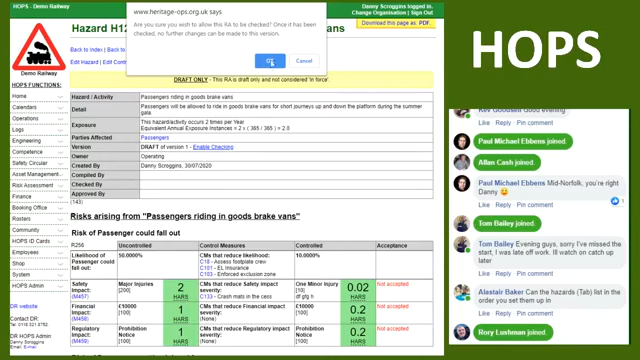 HOPS - Demo Railway
Danny Scroggins logged in.
Change Organisation | Sign Out
Download this page as: PDF.
www.heritage-ops.org.uk says
Are you sure you wish to allow this RA to be checked? Once it has been checked, no further changes can be made to this version.
OK
Cancel
Hazard H12
ans
Back to Index | Back to
Edit Hazard | Edit Cont
DRAFT ONLY - This RA is draft only and not considered 'in force'.
Demo Railway
HOPS FUNCTIONS:
Home
Calendars
Operations
Logs
Engineering
Competence
Safety Circular
Asset Management
Risk Assessment
Finance
Booking Office
Rosters
Community
HOPS ID Cards
Employees
Shop
System
HOPS Admin
DR website
Contact DR:
Tel: 0118 321 5752
DR HOPS Admin
Danny Scroggins
Hazard / Activity
Passengers riding in goods brake vans
Detail
Passengers will be allowed to ride in goods brake vans for short journeys up and down the platform during the summer gala.
Exposure
This hazard/activity occurs 2 times per Year
Equivalent Annual Exposure Instances = 2 x ( 365 / 365 ) = 2.0
Parties Affected
Passengers
Version
DRAFT of version 1 - Enable Checking
Owner
Operating
Created By
Danny Scroggins, 30/07/2020
Compiled By
Checked By
Approved By
(143)
Risks arising from "Passengers riding in goods brake vans"
Risk of Passenger could fall out
R256
Uncontrolled
Control Measures
Controlled
Acceptance
Likelihood of Passenger could fall out:
50.0000%
CMs that reduce likelihood:
C18 - Assess footplate crew
C101 - EL Insurance
C103 - Enforced exclusion zone
10.0000%
Safety Impact:
(M457)
Major Injuries
[200]
2
HARS
CMs that reduce Safety impact severity:
C133 - Crash mats in the cess
One Minor Injury
[10]
df gfg h
0.02
HARS
Not accepted
Financial Impact:
(M458)
£10000
[100]
1
HARS
CMs that reduce Financial impact severity:
£10000
[100]
0.2
HARS
Not accepted
Regulatory Impact:
(M459)
Prohibition Notice
[100]
1
HARS
CMs that reduce Regulatory impact severity:
Prohibition Notice
[100]
0.2
HARS
Not accepted
HOPS
Kev Goodsell Good evening
Like Reply Pin Comment
Paul Michael Ebbens joined.
Allan Cash joined.
Paul Michael Ebbens Mid-Norfolk, you're right Danny 😀
1
Like Reply Pin Comment
Tom Bailey joined.
Tom Bailey Evening guys, sorry I've missed the start, I was late off work. Ill watch on catch up later
Like Reply Pin Comment
Alastair Baker Can the hazards (Tab) list in the order you set them up in
Like Reply Pin Comment
Rory Lushman joined.